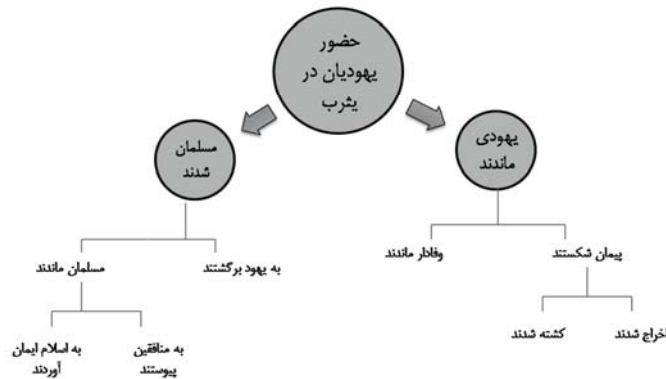 حضور
یهودیان در
یثرب
یهودی
ماندند
مسلمان
شدند
پیمان شکستند
وفادار ماندند
به یهود برگشتند
مسلمان ماندند
اخراج شدند
کشته شدند
به منافقین
پیوستند
به اسلام ایمان
آوردند